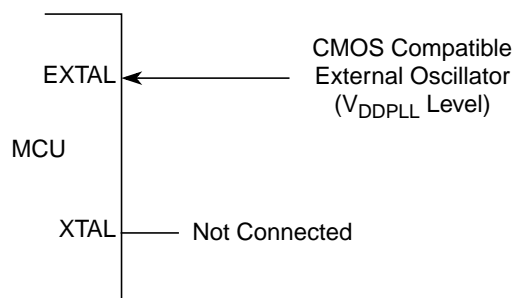 CMOS Compatible
EXTAL
External Oscillator
(VDDPLL Level)
MCU
XTAL
Not Connected